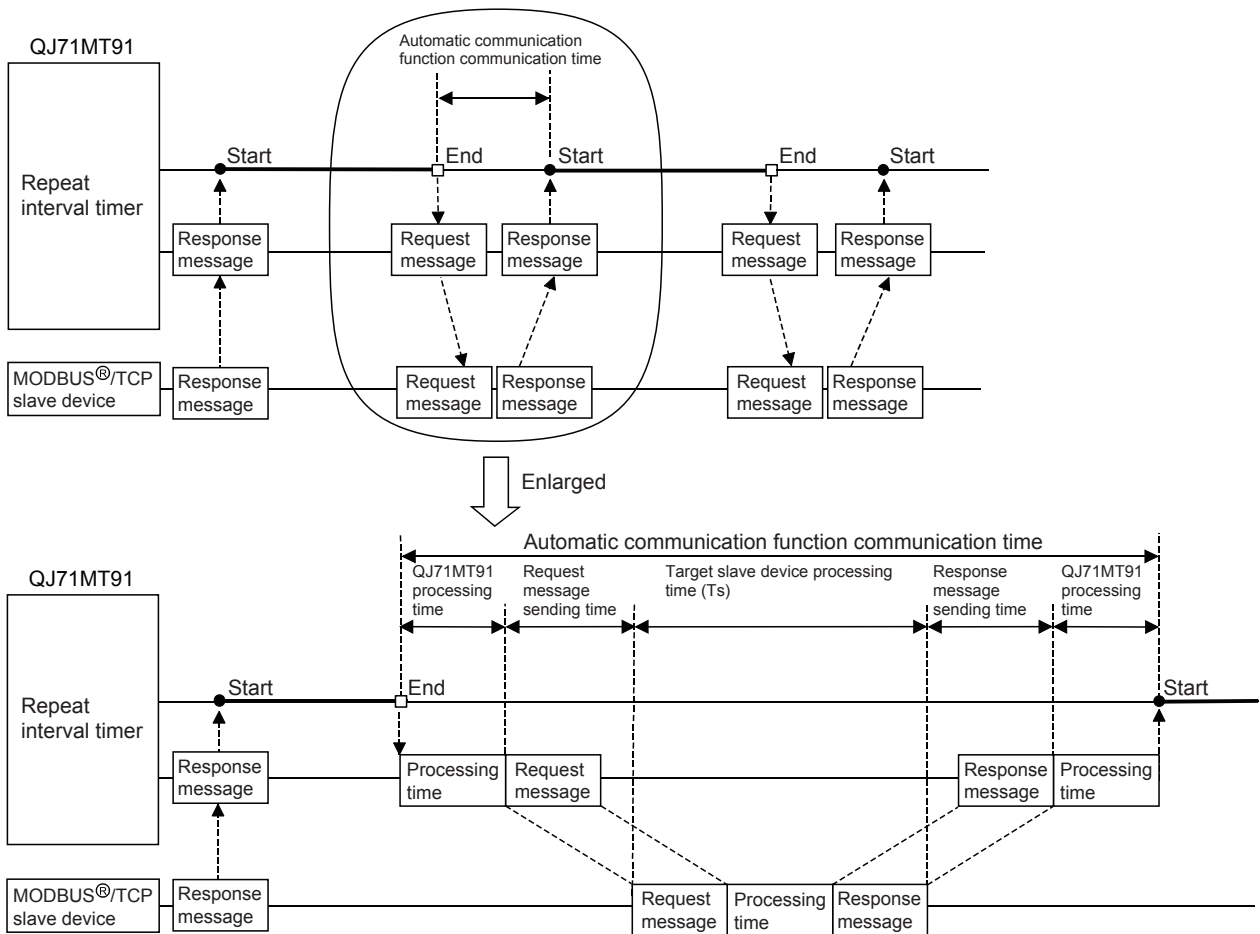 QJ71MT91
Automatic communication
function communication time
Start
End
Start
End
Start
Repeat
interval timer
Response
message
Request
message
Response
message
Request
message
Response
message
MODBUS®/TCP
slave device
Response
message
Request
message
Response
message
Request
message
Response
message
Enlarged
Automatic communication function communication time
QJ71MT91
QJ71MT91
processing
time
Request
message
sending time
Target slave device processing
time (Ts)
Response
message
sending time
QJ71MT91
processing
time
Start
End
Start
Repeat
interval timer
Response
message
Processing
time
Request
message
Response
message
Processing
time
MODBUS®/TCP
slave device
Response
message
Request
message
Processing
time
Response
message